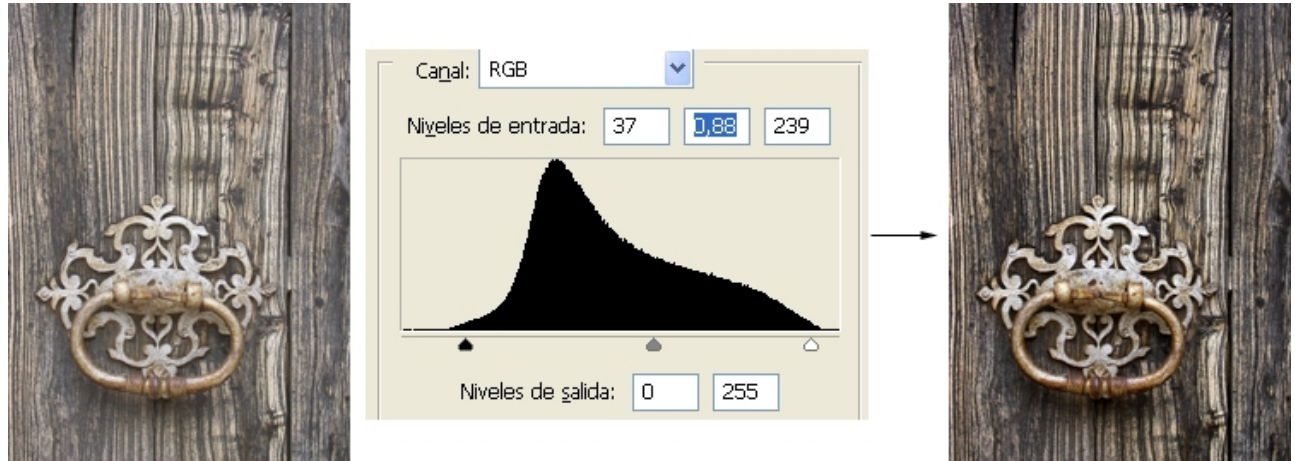 Canal: RGB
Niveles de entrada: 37 0,88 239
Niveles de salida: 0 255